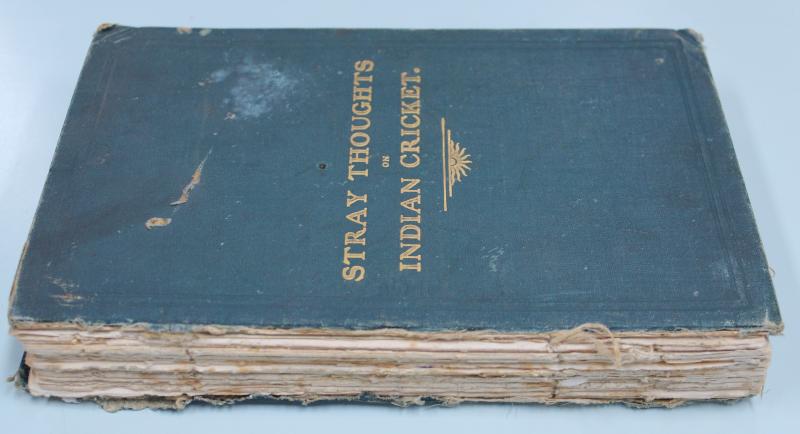 STRAY THOUGHTS
ON
INDIAN CRICKET.